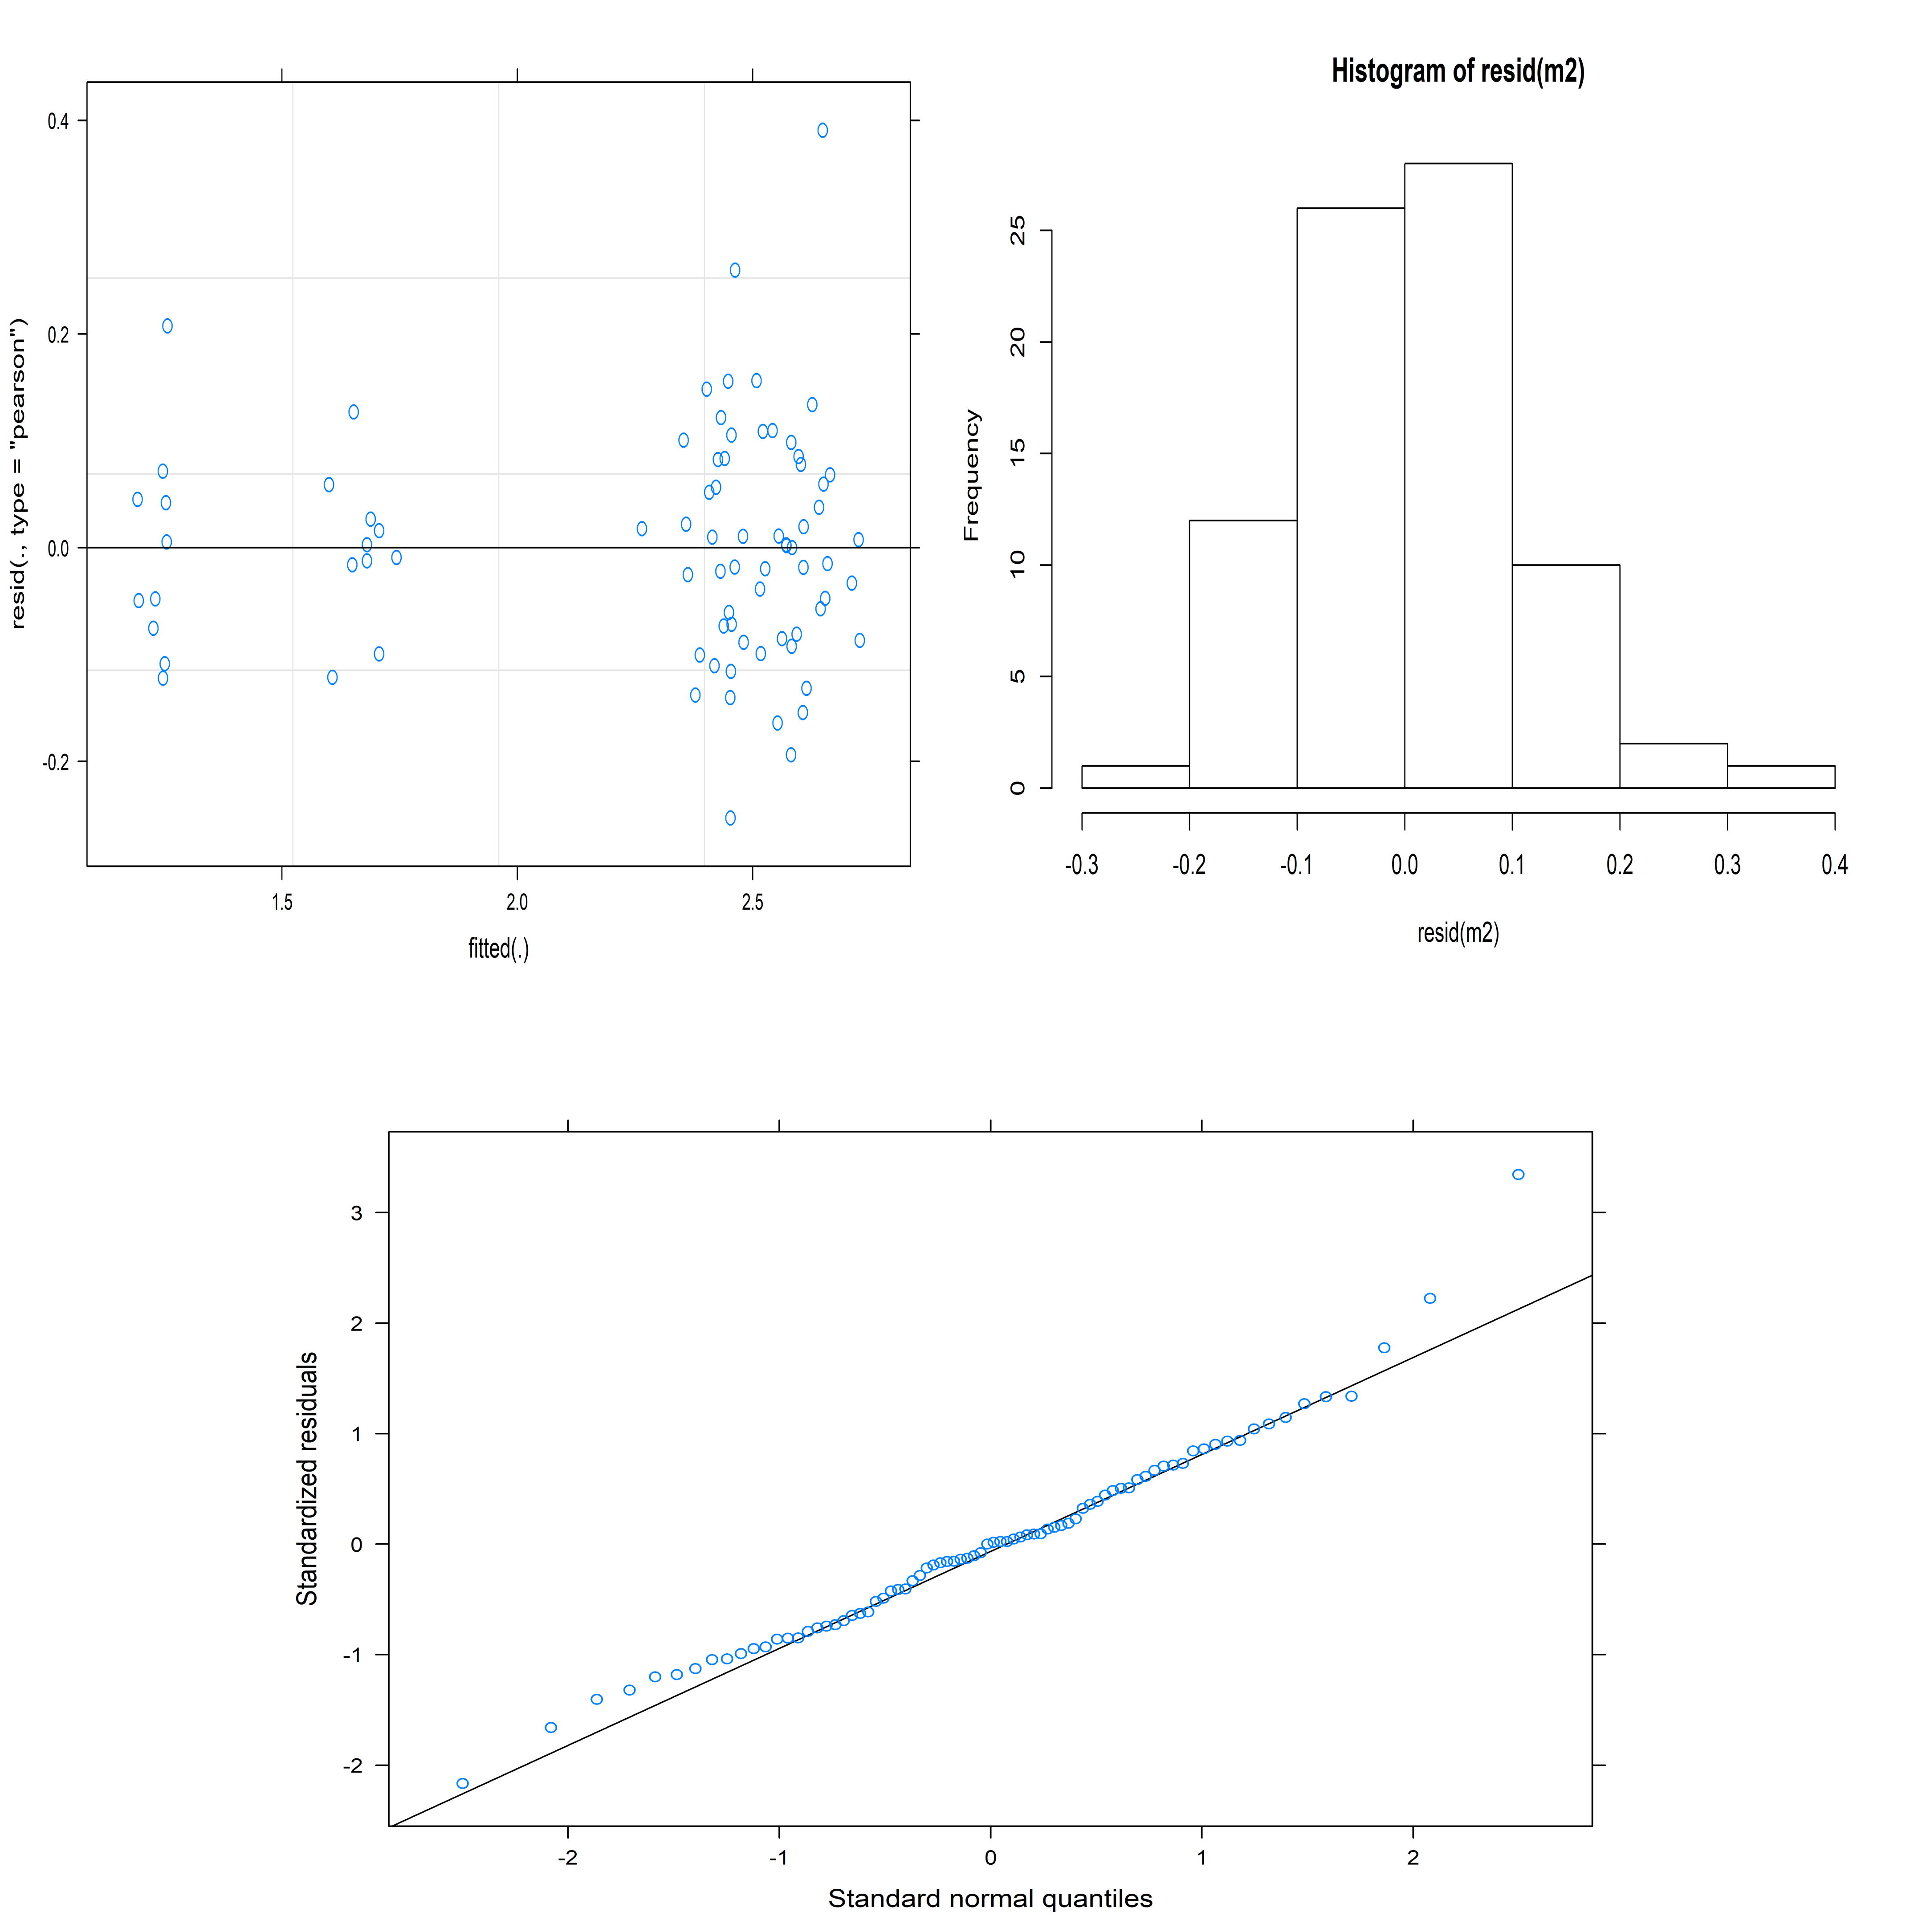 resid(., type = "pearson")
0.4
0.2
0.0
-0.2
1.5 2.0 2.5
fitted(.)
Histogram of resid(m2)
Frequency
25
20
15
10
5
0
-0.3 -0.2 -0.1 0.0 0.1 0.2 0.3 0.4
resid(m2)
Standardized residuals
3
2
1
0
-1
-2
-2 -1 0 1 2
Standard normal quantiles